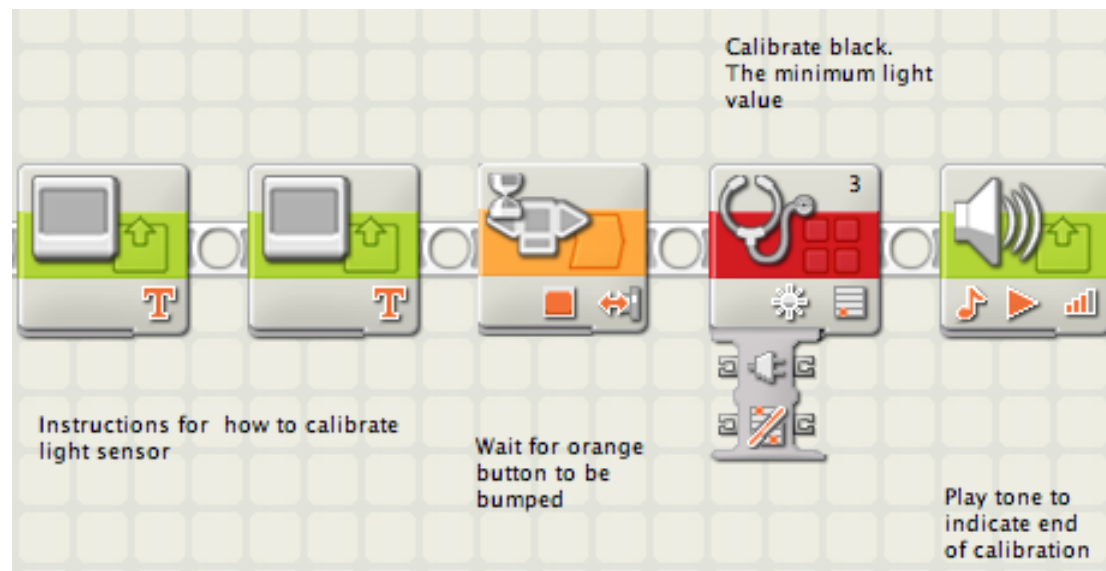 Calibrate black.
The minimum light
value
3
T
T
Instructions for  how to calibrate
light sensor
Wait for orange
button to be
bumped
Play tone to
indicate end
of calibration